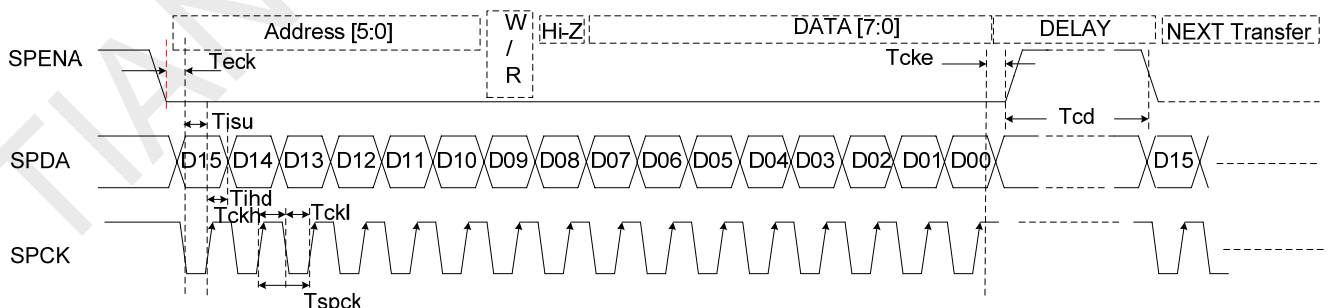 Address [5:0]
W
/
R
Hi-Z
DATA [7:0]
DELAY
NEXT Transfer
SPENA
Teck
Tcke
Tcd
Tisu
SPDA
D15 D14 D13 D12 D11 D10 D09 D08 D07 D06 D05 D04 D03 D02 D01 D00 D15
Tihd
Tckh
Tckl
SPCK
Tspck
TIAN